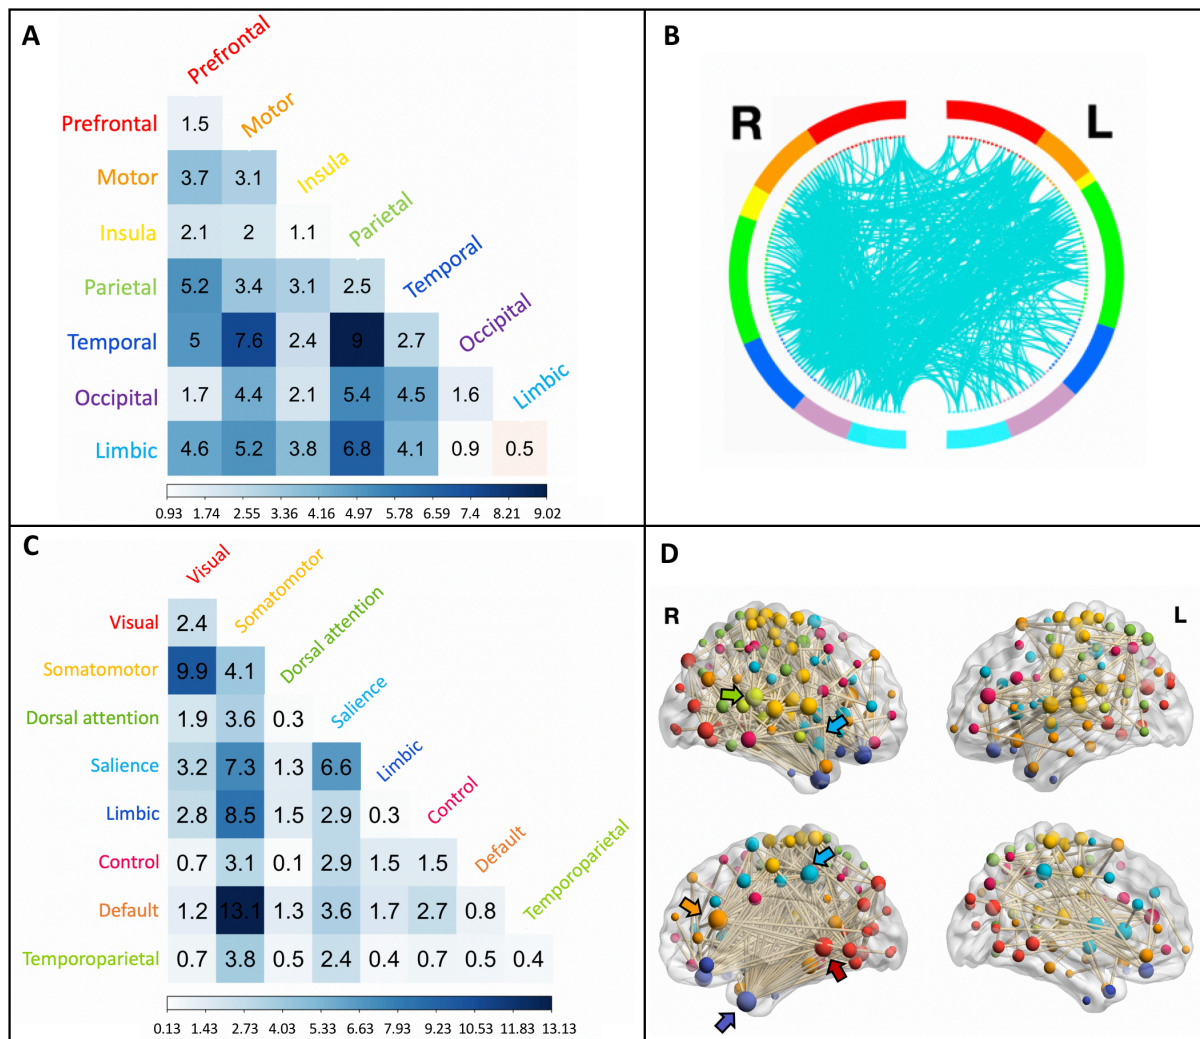 A
Prefrontal
Motor
Insula
Parietal
Temporal
Occipital
Limbic
Prefrontal 1.5
Motor 3.7 3.1
Insula 2.1 2 1.1
Parietal 5.2 3.4 3.1 2.5
Temporal 5 7.6 2.4 9 2.7
Occipital 1.7 4.4 2.1 5.4 4.5 1.6
Limbic 4.6 5.2 3.8 6.8 4.1 0.9 0.5
0.93 1.74 2.55 3.36 4.16 4.97 5.78 6.59 7.4 8.21 9.02
B
R L
C
Visual
Somatomotor
Dorsal attention
Salience
Limbic
Control
Default
Temporoparietal
Visual 2.4
Somatomotor 9.9 4.1
Dorsal attention 1.9 3.6 0.3
Salience 3.2 7.3 1.3 6.6
Limbic 2.8 8.5 1.5 2.9 0.3
Control 0.7 3.1 0.1 2.9 1.5 1.5
Default 1.2 13.1 1.3 3.6 1.7 2.7 0.8
Temporoparietal 0.7 3.8 0.5 2.4 0.4 0.7 0.5 0.4
0.13 1.43 2.73 4.03 5.33 6.63 7.93 9.23 10.53 11.83 13.13
D
R L